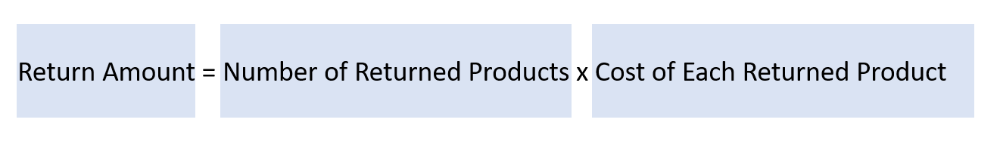 Return Amount = Number of Returned Products x Cost of Each Returned Product